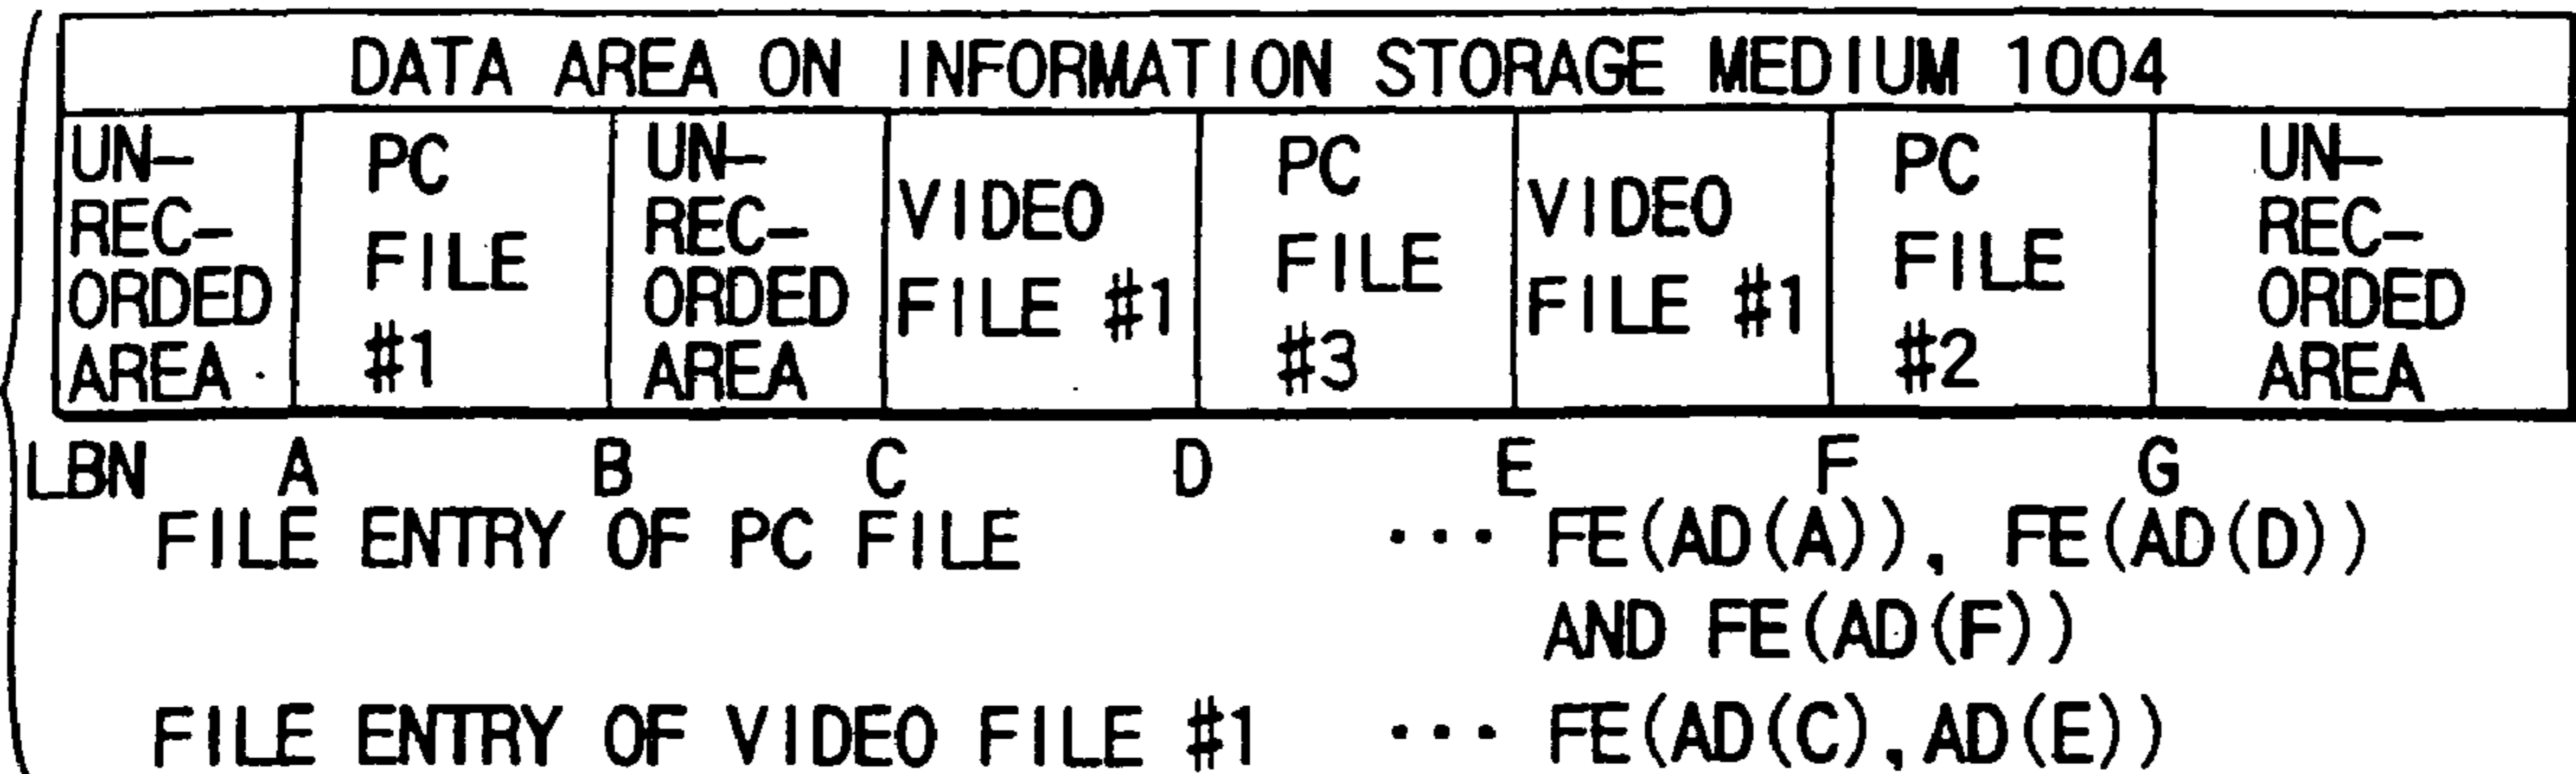 DATA AREA ON INFORMATION STORAGE MEDIUM 1004
UN-
REC-
ORDED
AREA
PC
FILE
#1
UN-
REC-
ORDED
AREA
VIDEO
FILE #1
PC
FILE
#3
VIDEO
FILE #1
PC
FILE
#2
UN-
REC-
ORDED
AREA
LBN A B C D E F G
FILE ENTRY OF PC FILE ··· FE(AD(A)), FE(AD(D))
AND FE(AD(F))
FILE ENTRY OF VIDEO FILE #1 ··· FE(AD(C),AD(E))